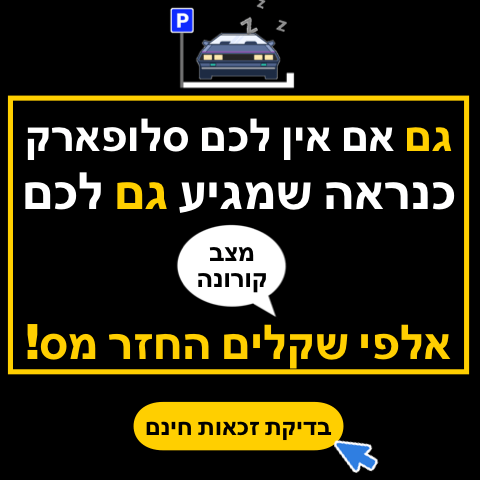 P
z z z
גם אם אין לכם סלופארק
כנראה שמגיע גם לכם
מצב
קורונה
אלפי שקלים החזר מס!
בדיקת זכאות חינם